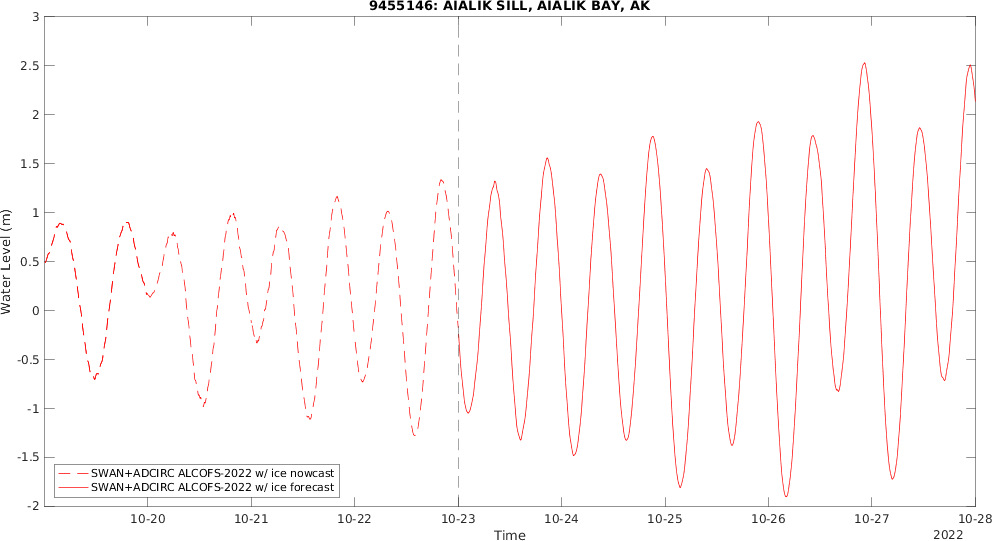 9455146: AIALIK SILL, AIALIK BAY, AK
3
2.5
2
1.5
1
0.5
0
-0.5
-1
-1.5
-2
Water Level (m)
SWAN+ADCIRC ALCOFS-2022 w/ ice nowcast
SWAN+ADCIRC ALCOFS-2022 w/ ice forecast
10-20 10-21 10-22 10-23 10-24 10-25 10-26 10-27 10-28
Time
2022